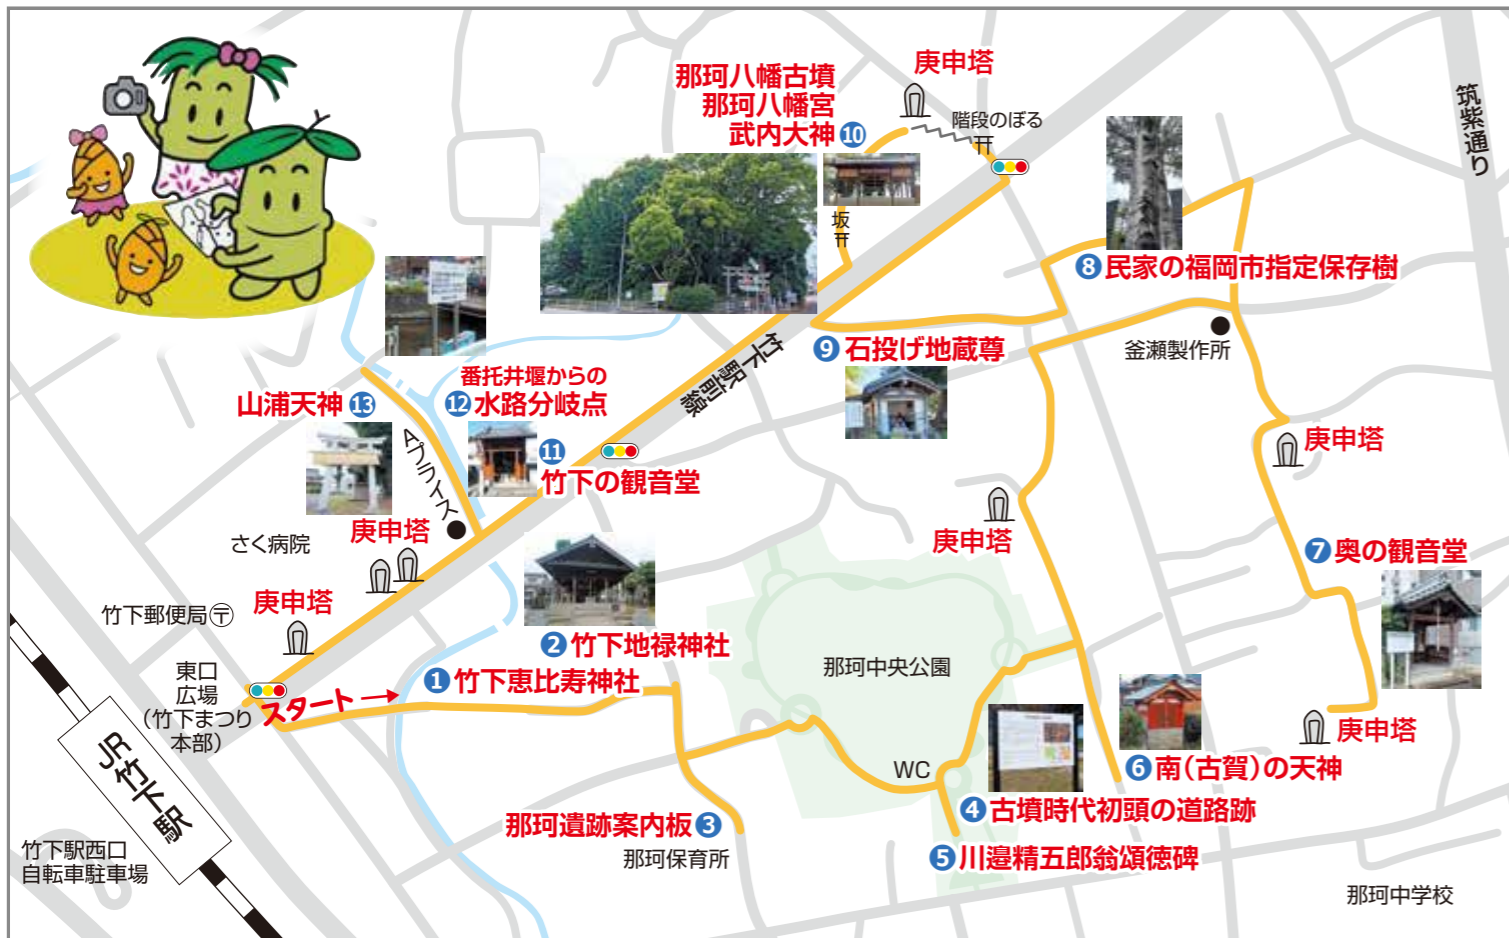 那珂八幡古墳
那珂八幡宮
武内大神 ⑩
庚申塔
階段のぼる
筑紫通り
坂
⑧ 民家の福岡市指定保存樹
釜瀬製作所
⑨ 石投げ地蔵尊
竹下駅前線
番托井堰からの
⑫ 水路分岐点
山浦天神 ⑬
Aプライス
⑪
竹下の観音堂
庚申塔
さく病院
庚申塔
庚申塔
⑦ 奥の観音堂
竹下郵便局〒
庚申塔
② 竹下地禄神社
那珂中央公園
東口
広場
(竹下まつり
本部)
スタート→
① 竹下恵比寿神社
庚申塔
JR竹下駅
WC
⑥ 南(古賀)の天神
④ 古墳時代初頭の道路跡
那珂遺跡案内板 ③
那珂保育所
⑤ 川邉精五郎翁頌徳碑
竹下駅西口
自転車駐車場
那珂中学校